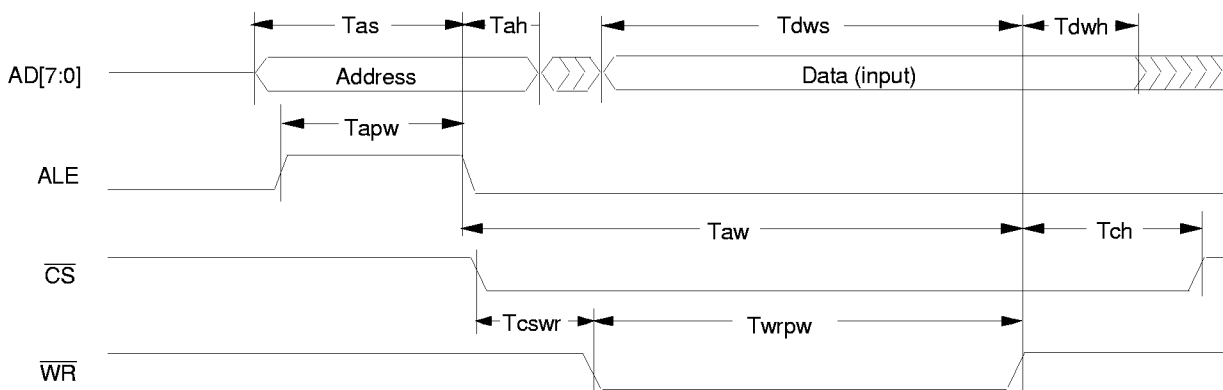 Tas Tah Tdws Tdwh
AD[7:0] Address Data (input)
Tapw
ALE
Taw Tch
CS
Tcswr Twrpw
WR